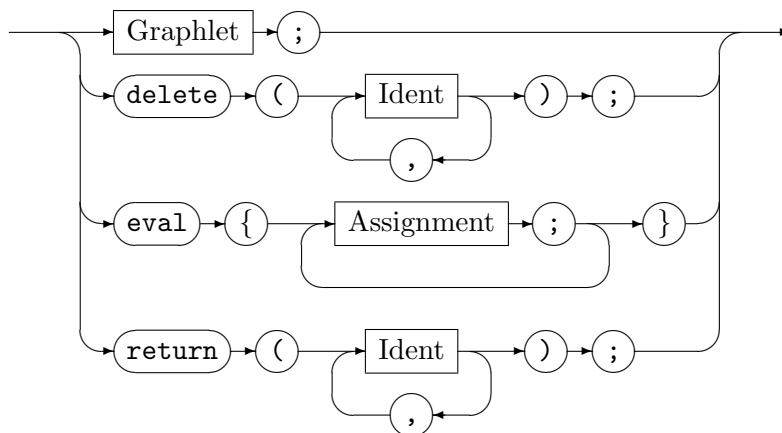 Graphlet ;
delete ( Ident ) ;
,
eval { Assignment ; }
return ( Ident ) ;
,